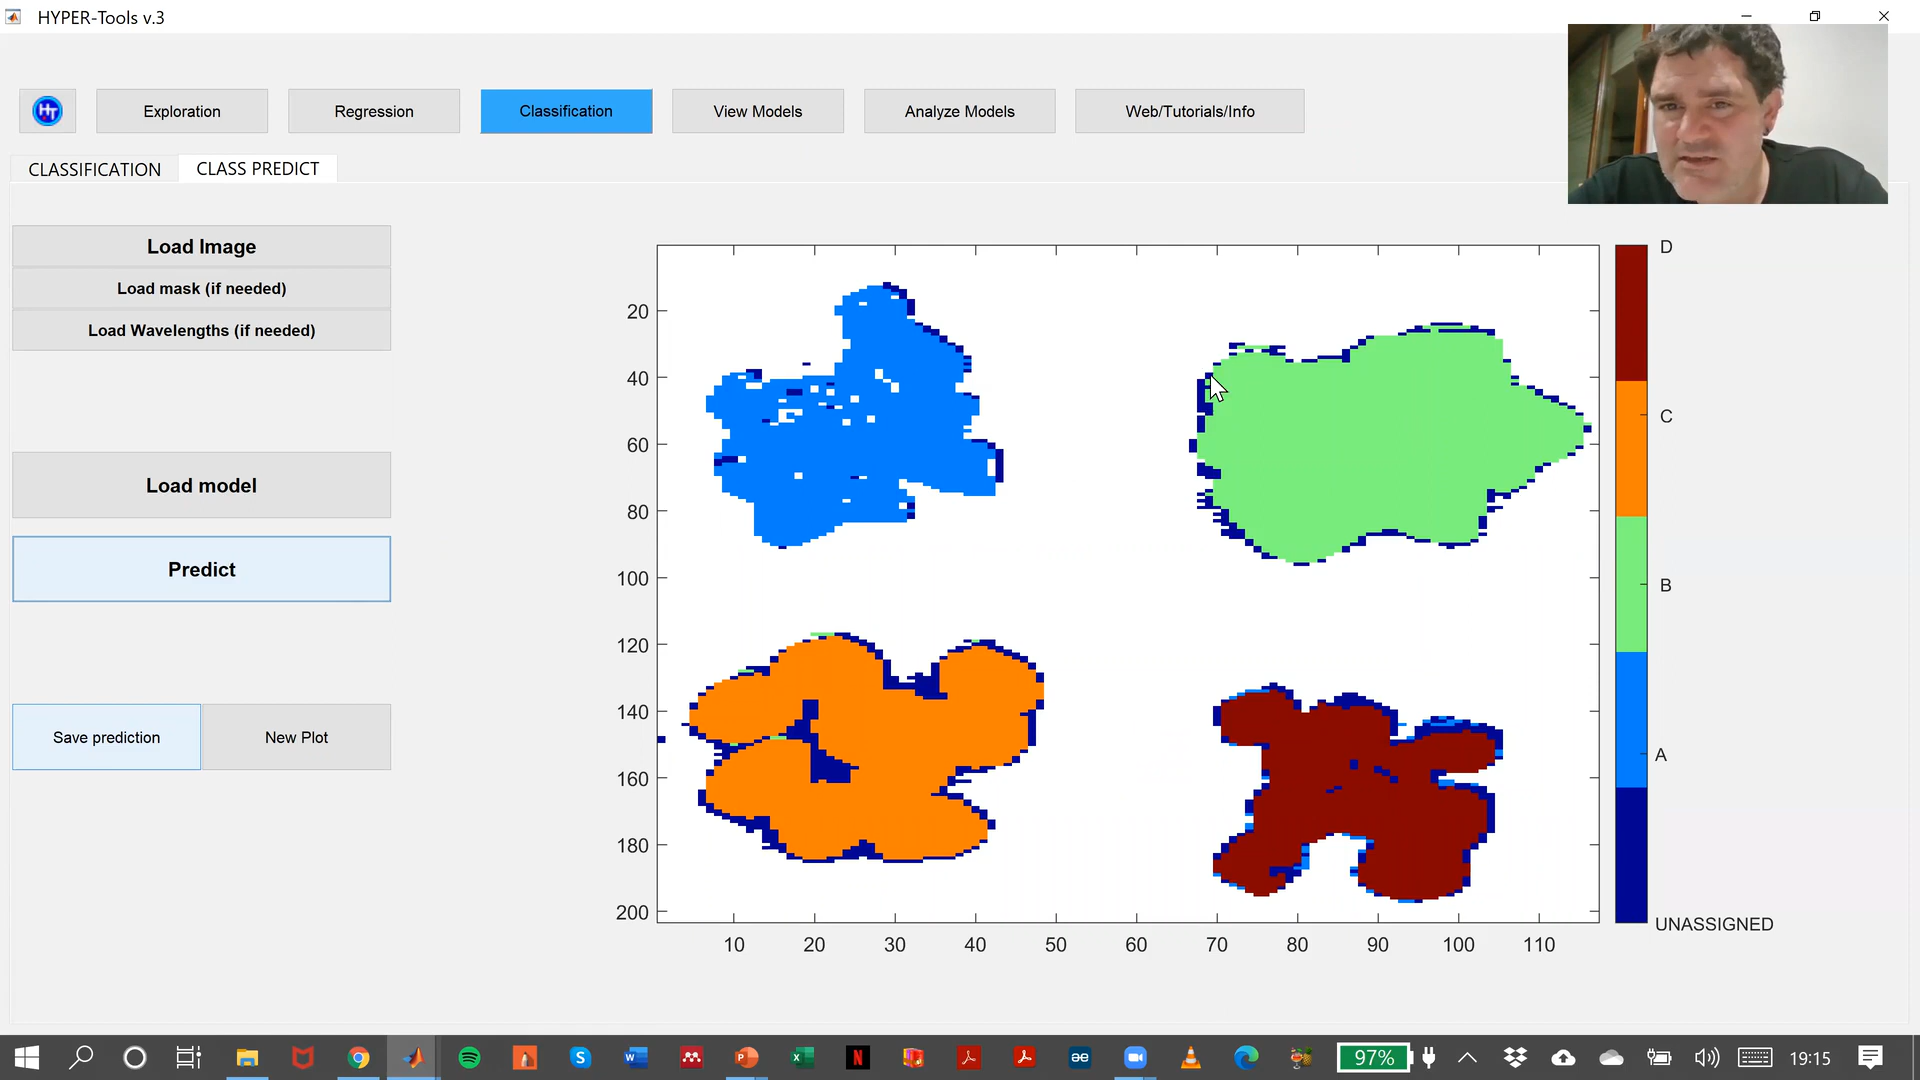 HYPER-Tools v.3
HT
Exploration
Regression
Classification
View Models
Analyze Models
Web/Tutorials/Info
CLASSIFICATION
CLASS PREDICT
Load Image
Load mask (if needed)
Load Wavelengths (if needed)
Load model
Predict
Save prediction
New Plot
20
40
60
80
100
120
140
160
180
200
10
20
30
40
50
60
70
80
90
100
110
D
C
B
A
UNASSIGNED
97%
19:15